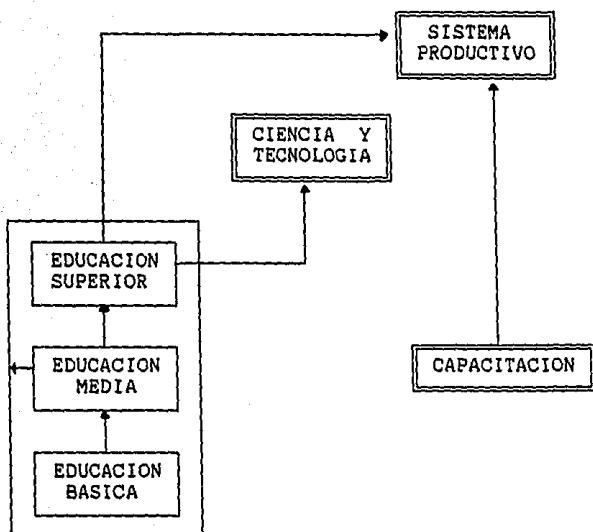 SISTEMA
PRODUCTIVO
CIENCIA Y
TECNOLOGIA
EDUCACION
SUPERIOR
EDUCACION
MEDIA
CAPACITACION
EDUCACION
BASICA